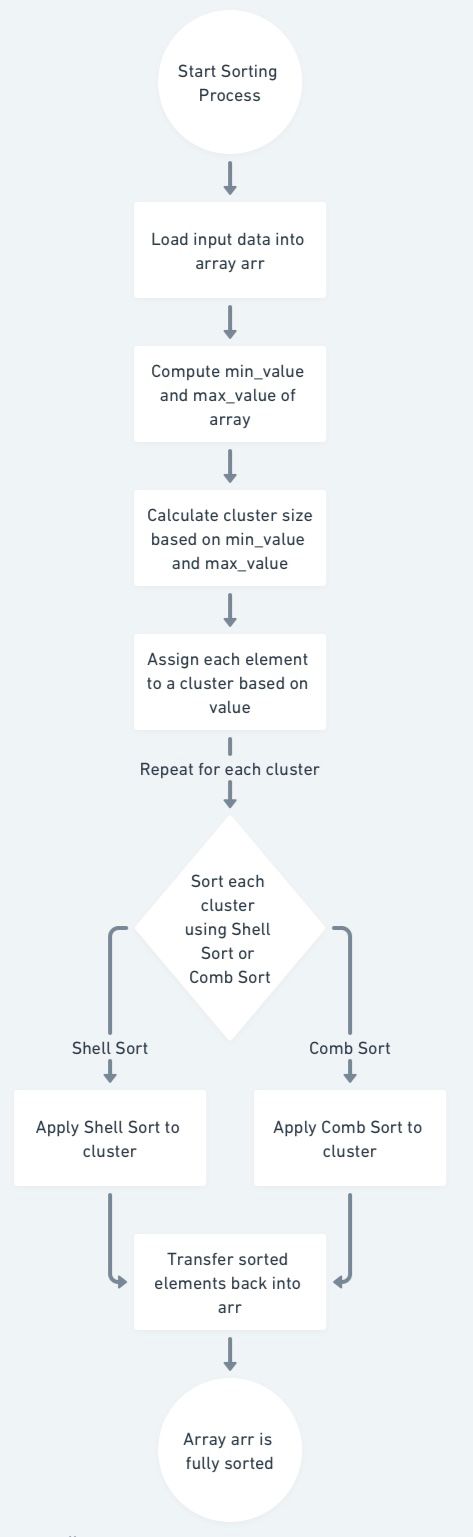 Start Sorting
Process
Load input data into
array arr
Compute min_value
and max_value of
array
Calculate cluster size
based on min_value
and max_value
Assign each element
to a cluster based on
value
Repeat for each cluster
Sort each
cluster
using Shell
Sort or
Comb Sort
Shell Sort
Comb Sort
Apply Shell Sort to
cluster
Apply Comb Sort to
cluster
Transfer sorted
elements back into
arr
Array arr is
fully sorted